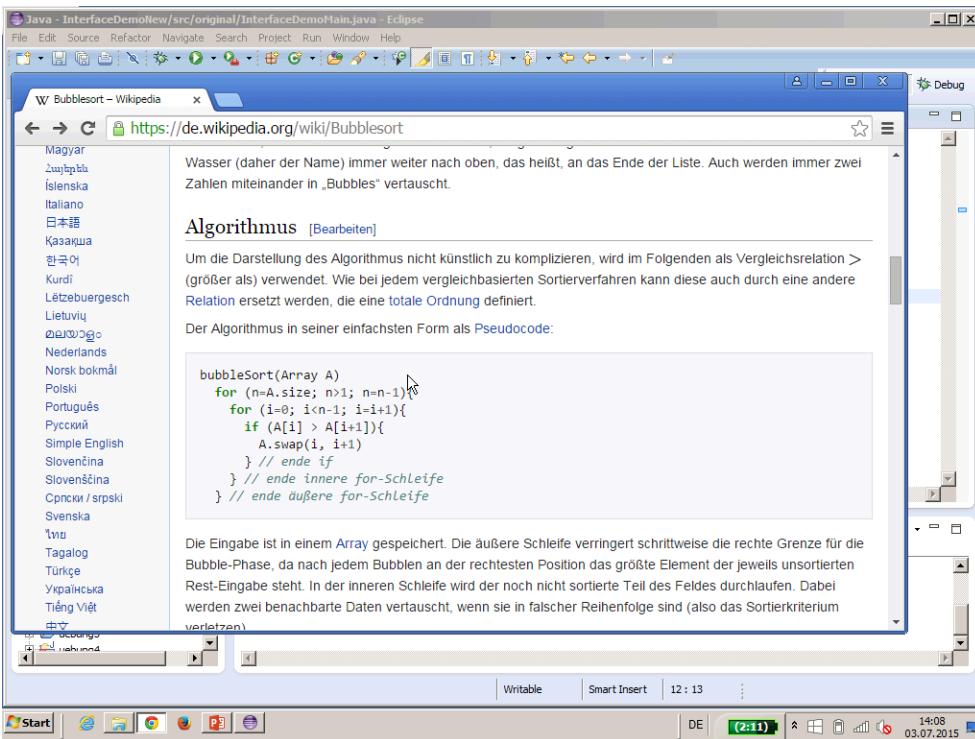 Java - InterfaceDemoNew/src/original/InterfaceDemoMain.java - Eclipse
File Edit Source Refactor Navigate Search Project Run Window Help
Debug
W Bubblesort – Wikipedia
https://de.wikipedia.org/wiki/Bubblesort
Magyar
Հայերեն
Íslenska
Italiano
日本語
Қазақша
한국어
Kurdî
Lëtzebuergesch
Lietuvių
മലയാളം
Nederlands
Norsk bokmål
Polski
Português
Русский
Simple English
Slovenčina
Slovenščina
Српски / srpski
Svenska
ไทย
Tagalog
Türkçe
Українська
Tiếng Việt
中文
Wasser (daher der Name) immer weiter nach oben, das heißt, an das Ende der Liste. Auch werden immer zwei
Zahlen miteinander in „Bubbles“ vertauscht.
Algorithmus [Bearbeiten]
Um die Darstellung des Algorithmus nicht künstlich zu komplizieren, wird im Folgenden als Vergleichsrelation >
(größer als) verwendet. Wie bei jedem vergleichbasierten Sortierverfahren kann diese auch durch eine andere
Relation ersetzt werden, die eine totale Ordnung definiert.
Der Algorithmus in seiner einfachsten Form als Pseudocode:
bubbleSort(Array A)
for (n=A.size; n>1; n=n-1){
for (i=0; i<n-1; i=i+1){
if (A[i] > A[i+1]){
A.swap(i, i+1)
} // ende if
} // ende innere for-Schleife
} // ende äußere for-Schleife
Die Eingabe ist in einem Array gespeichert. Die äußere Schleife verringert schrittweise die rechte Grenze für die
Bubble-Phase, da nach jedem Bubblen an der rechtesten Position das größte Element der jeweils unsortierten
Rest-Eingabe steht. In der inneren Schleife wird der noch nicht sortierte Teil des Feldes durchlaufen. Dabei
werden zwei benachbarte Daten vertauscht, wenn sie in falscher Reihenfolge sind (also das Sortierkriterium
verletzen)
uebung4
Writable Smart Insert 12 : 13
Start DE (2:11) 14:08
03.07.2015